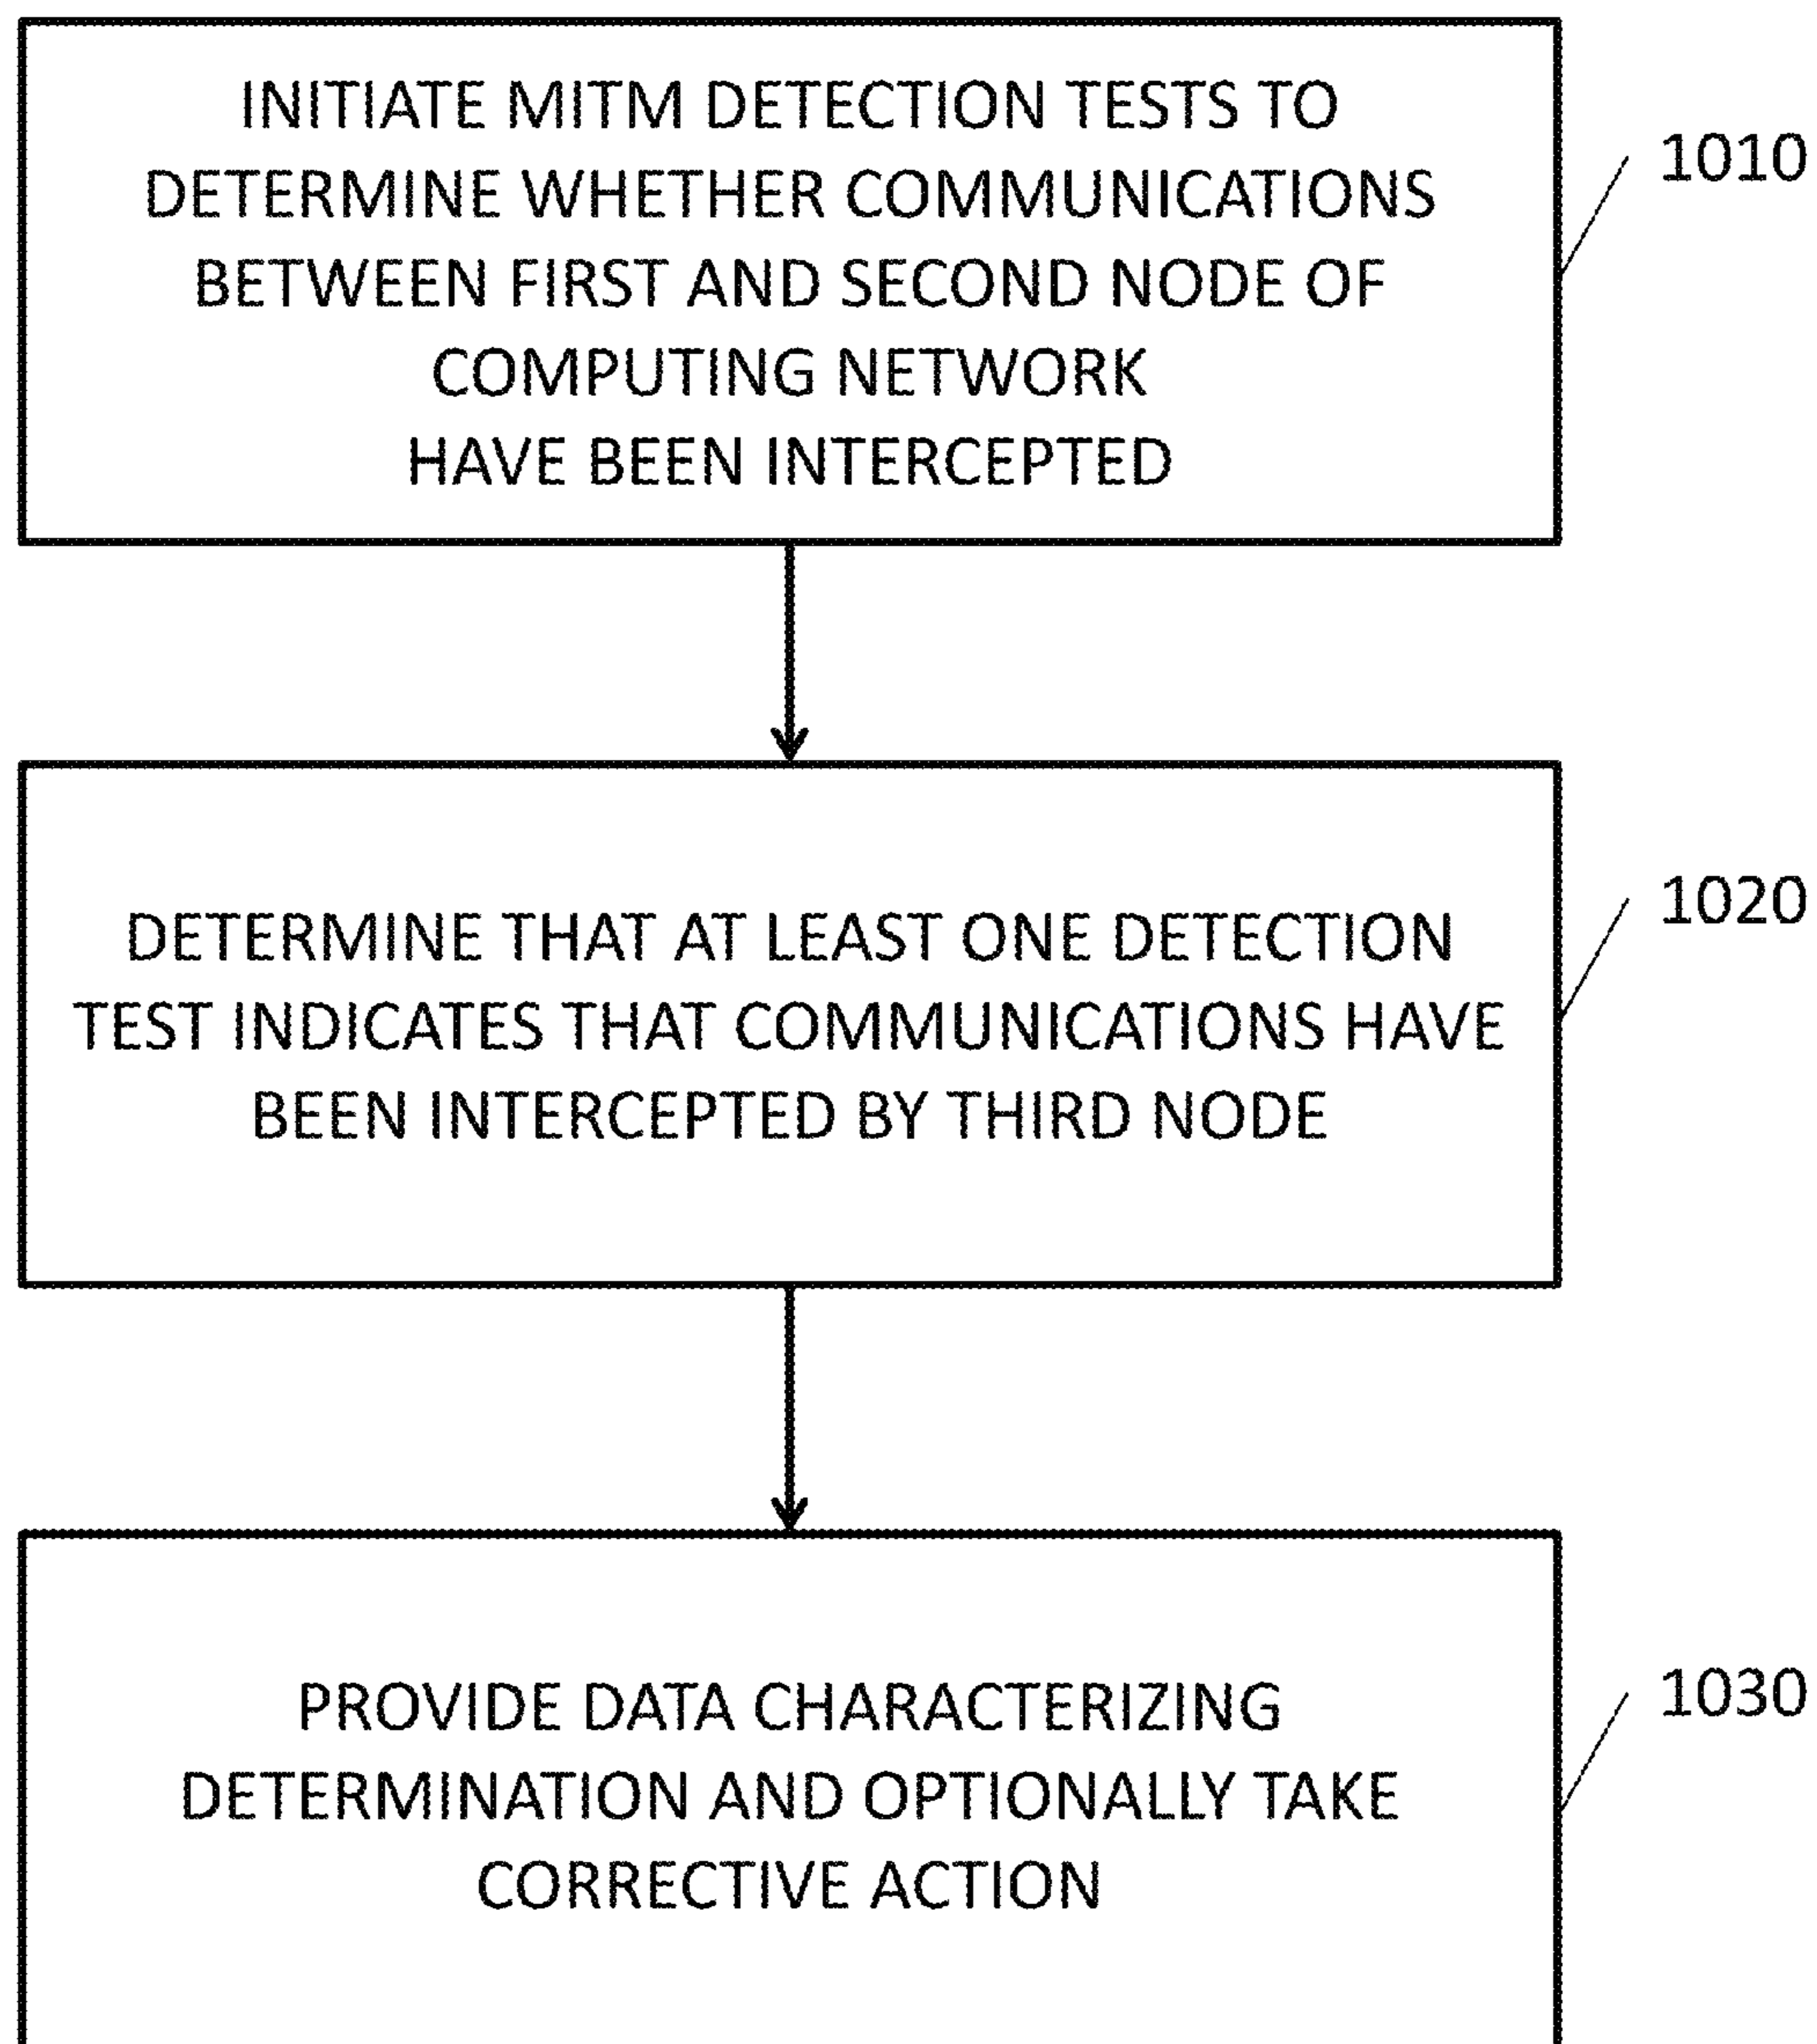 INITIATE MITM DETECTION TESTS TO
DETERMINE WHETHER COMMUNICATIONS
BETWEEN FIRST AND SECOND NODE OF
COMPUTING NETWORK
HAVE BEEN INTERCEPTED
1010
DETERMINE THAT AT LEAST ONE DETECTION
TEST INDICATES THAT COMMUNICATIONS HAVE
BEEN INTERCEPTED BY THIRD NODE
1020
PROVIDE DATA CHARACTERIZING
DETERMINATION AND OPTIONALLY TAKE
CORRECTIVE ACTION
1030